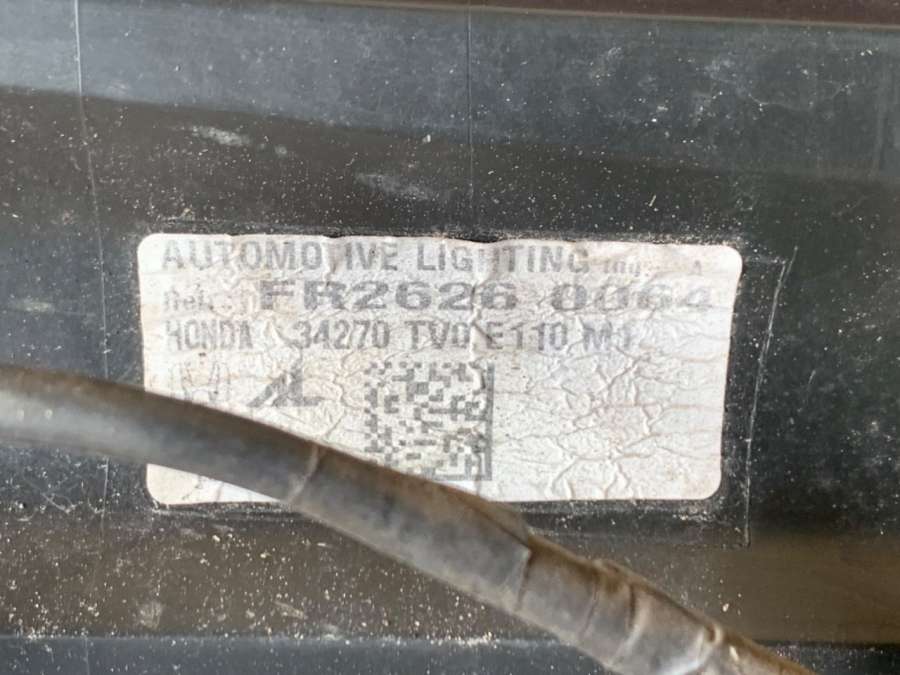 AUTOMOTIVE LIGHTING
FR2626 0064
HONDA 34270 TV0 E110 M1
AL